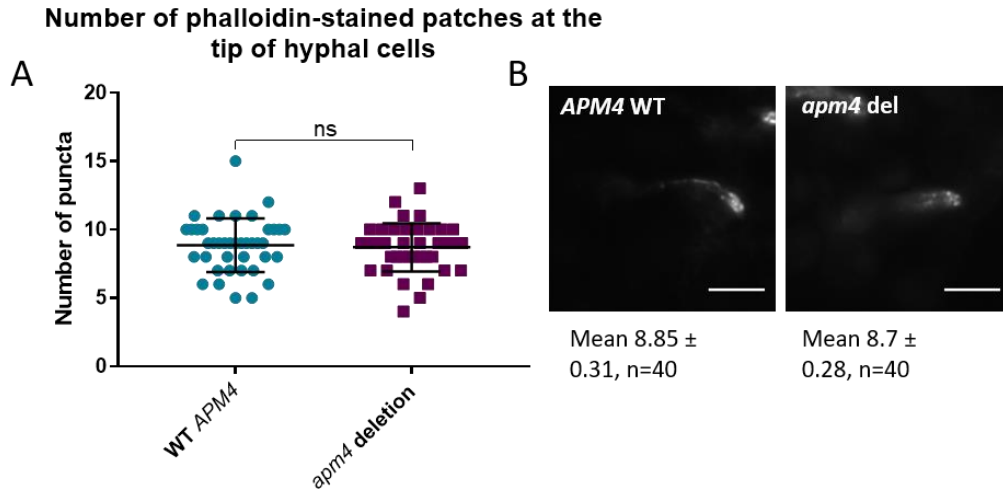 Number of phalloidin-stained patches at the
tip of hyphal cells
A
Number of puncta
20
15
10
5
0
ns
WT APM4
apm4 deletion
B
APM4 WT
apm4 del
Mean 8.85 ±
0.31, n=40
Mean 8.7 ±
0.28, n=40